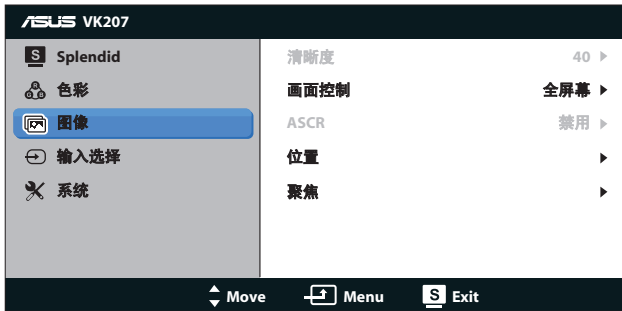 ASUS VK207
S Splendid
色彩
图像
输入选择
系统
清晰度 40
画面控制 全屏幕
ASCR 禁用
位置
聚焦
Move Menu S Exit